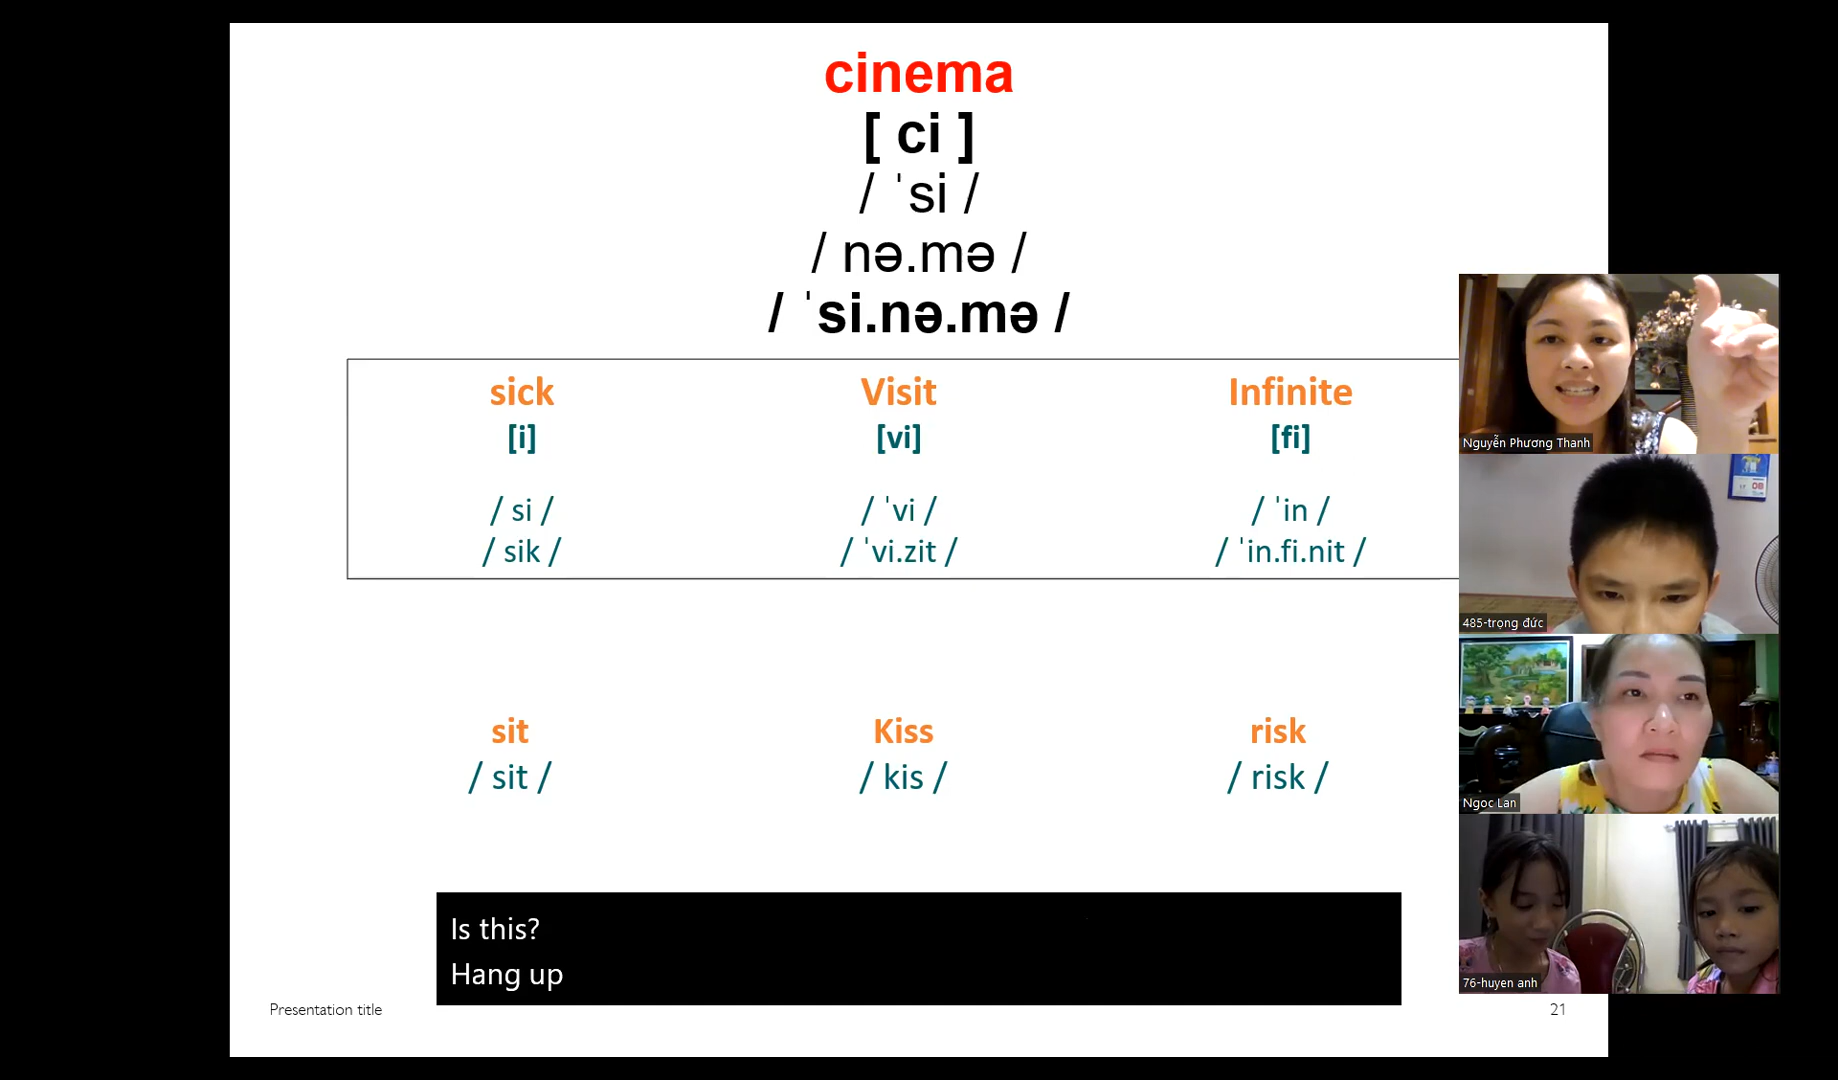 cinema
[ ci ]
/ ˈsi /
/ nə.mə /
/ ˈsi.nə.mə /
sick Visit Infinite
[i] [vi] [fi]
/ si / / ˈvi / / ˈin /
/ sik / / ˈvi.zit / / ˈin.fi.nit /
sit Kiss risk
/ sit / / kis / / risk /
Is this?
Hang up
Presentation title
21
Nguyễn Phương Thanh
485-trọng đức
Ngoc Lan
76-huyen anh